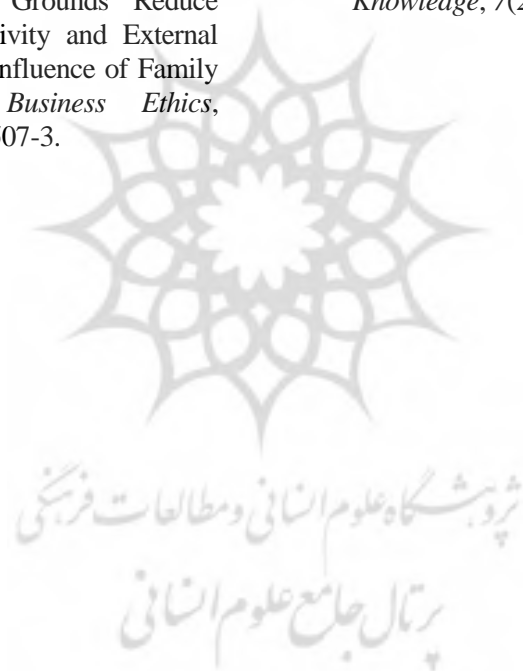 Grounds Reduce
ivity and External
nfluence of Family
Business Ethics,
07-3.
Knowledge, 7(2
پژوهشگاه علوم انسانی و مطالعات فرهنگی
پرتال جامع علوم انسانی